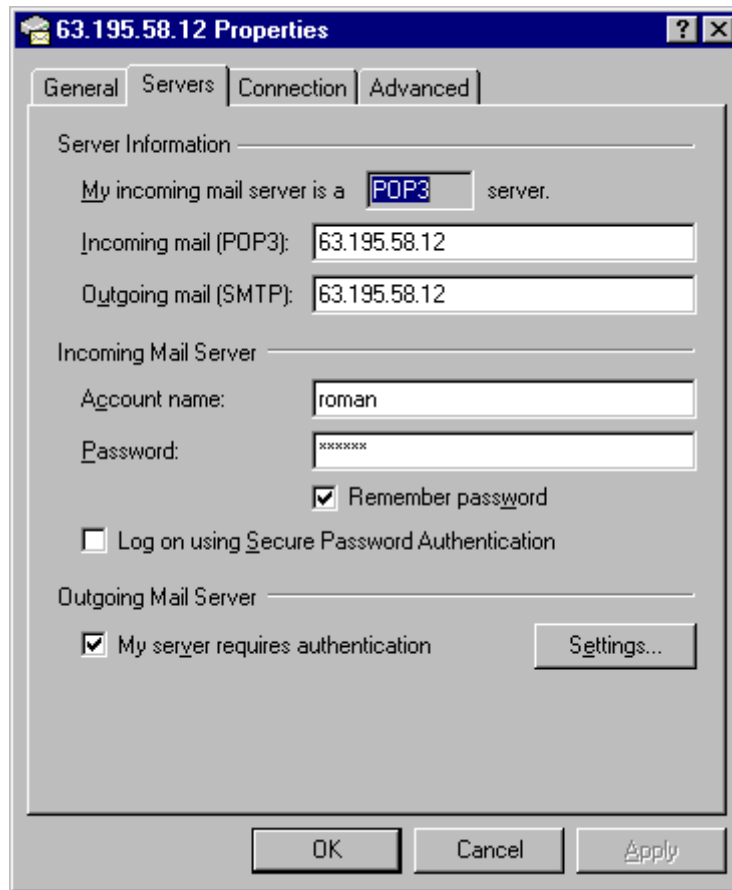 63.195.58.12 Properties
General Servers Connection Advanced
Server Information
My incoming mail server is a POP3 server.
Incoming mail (POP3): 63.195.58.12
Outgoing mail (SMTP): 63.195.58.12
Incoming Mail Server
Account name: roman
Password: ******
Remember password
Log on using Secure Password Authentication
Outgoing Mail Server
My server requires authentication Settings...
OK Cancel Apply